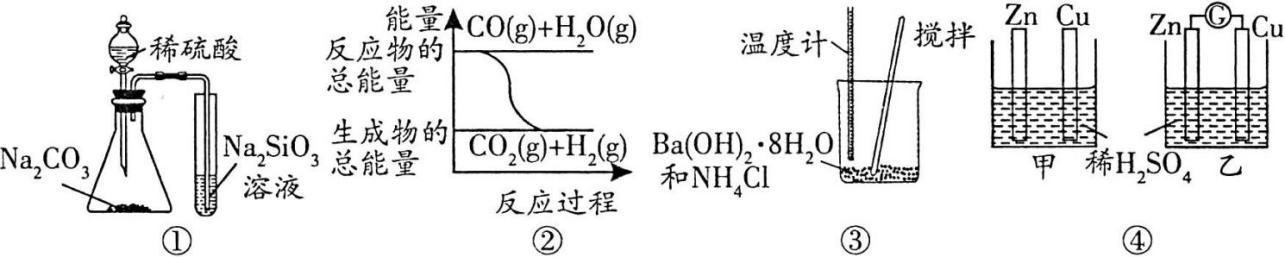 稀硫酸
Na₂CO₃
Na₂SiO₃
溶液
①
能量
反应物的
总能量
CO(g)+H₂O(g)
生成物的
总能量
CO₂(g)+H₂(g)
反应过程
②
温度计
搅拌
Ba(OH)₂·8H₂O
和NH₄Cl
③
Zn Cu
Zn G Cu
甲 稀H₂SO₄ 乙
④